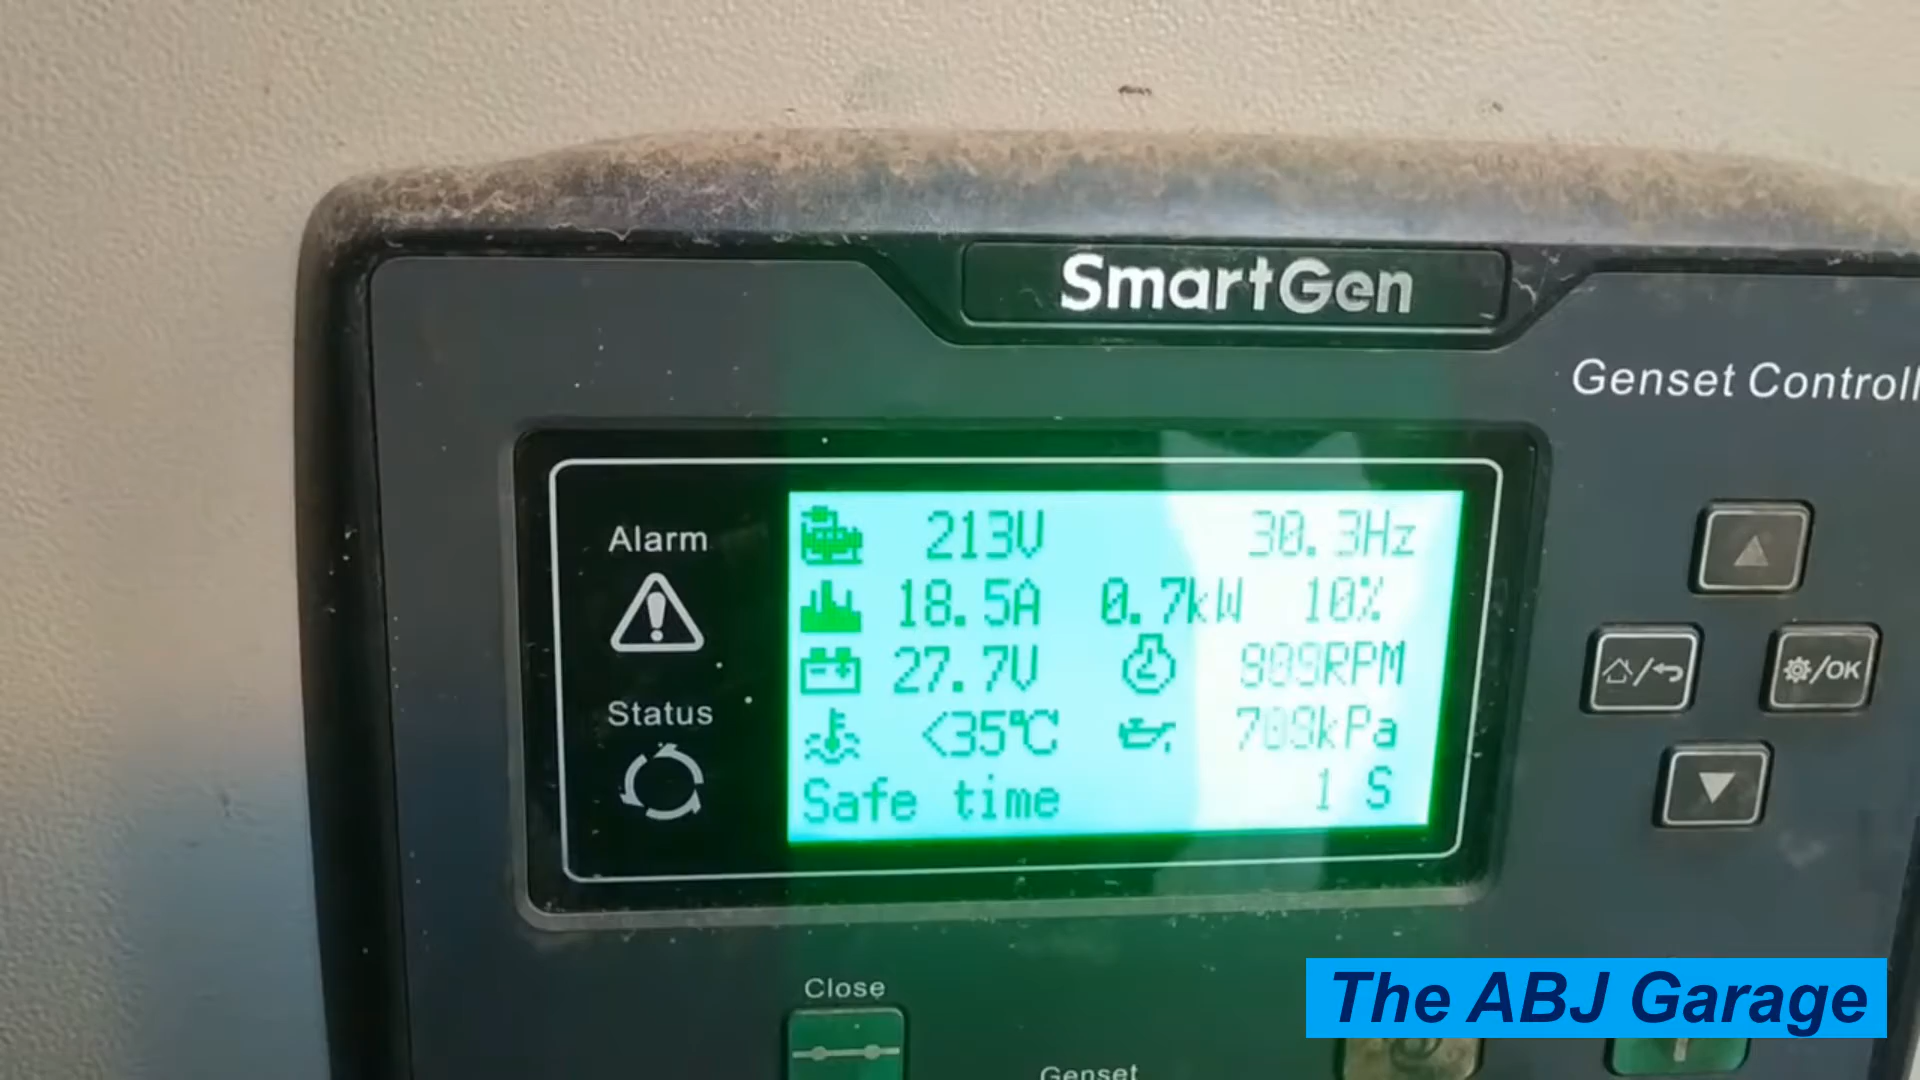 SmartGen
Genset Controll
Alarm
213V 30.3Hz
18.5A 0.7kW 10%
27.7V 809RPM
Status
<35℃ 709kPa
Safe time 1 S
/OK
Close
Genset
The ABJ Garage